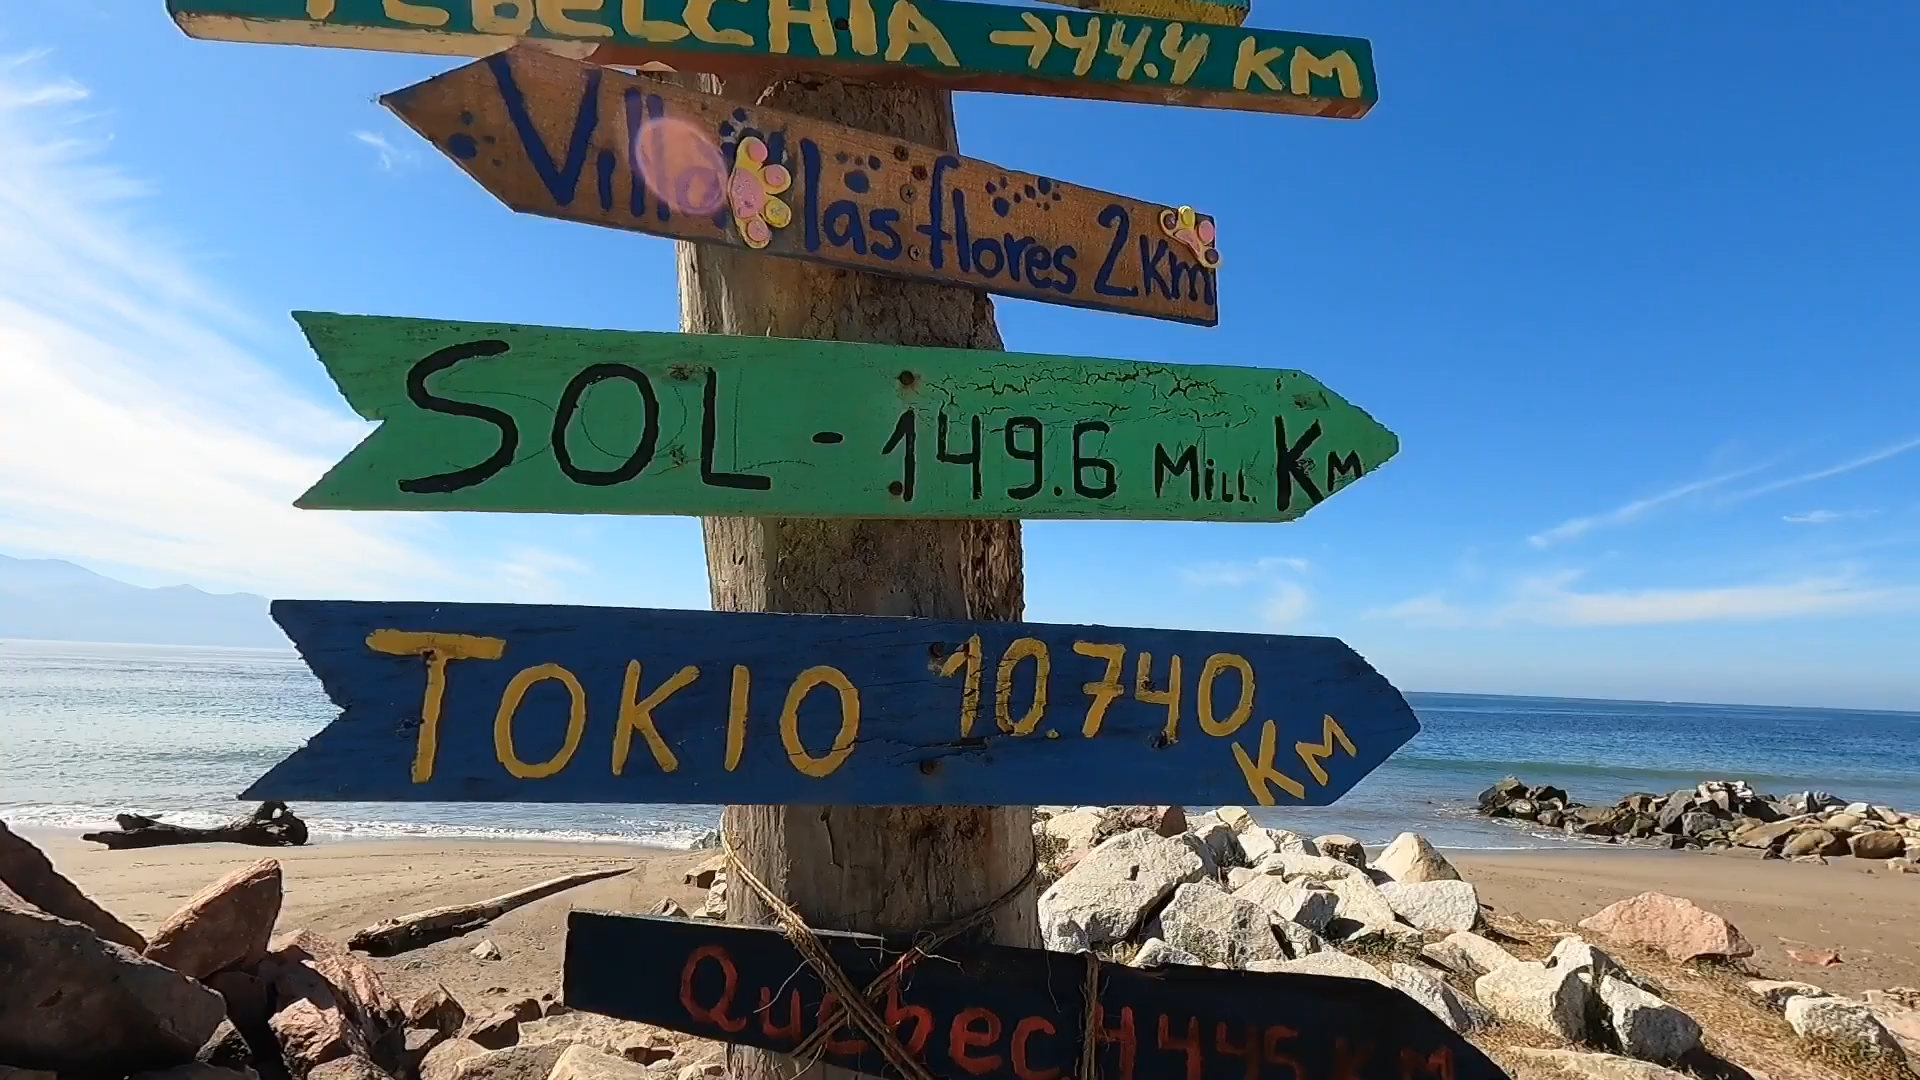 YEBELCHIA →44.4 KM
Villa las flores 2 Km
SOL - 149.6 MiLL. KM
TOKIO 10.740 KM
Quebec 4445 KM